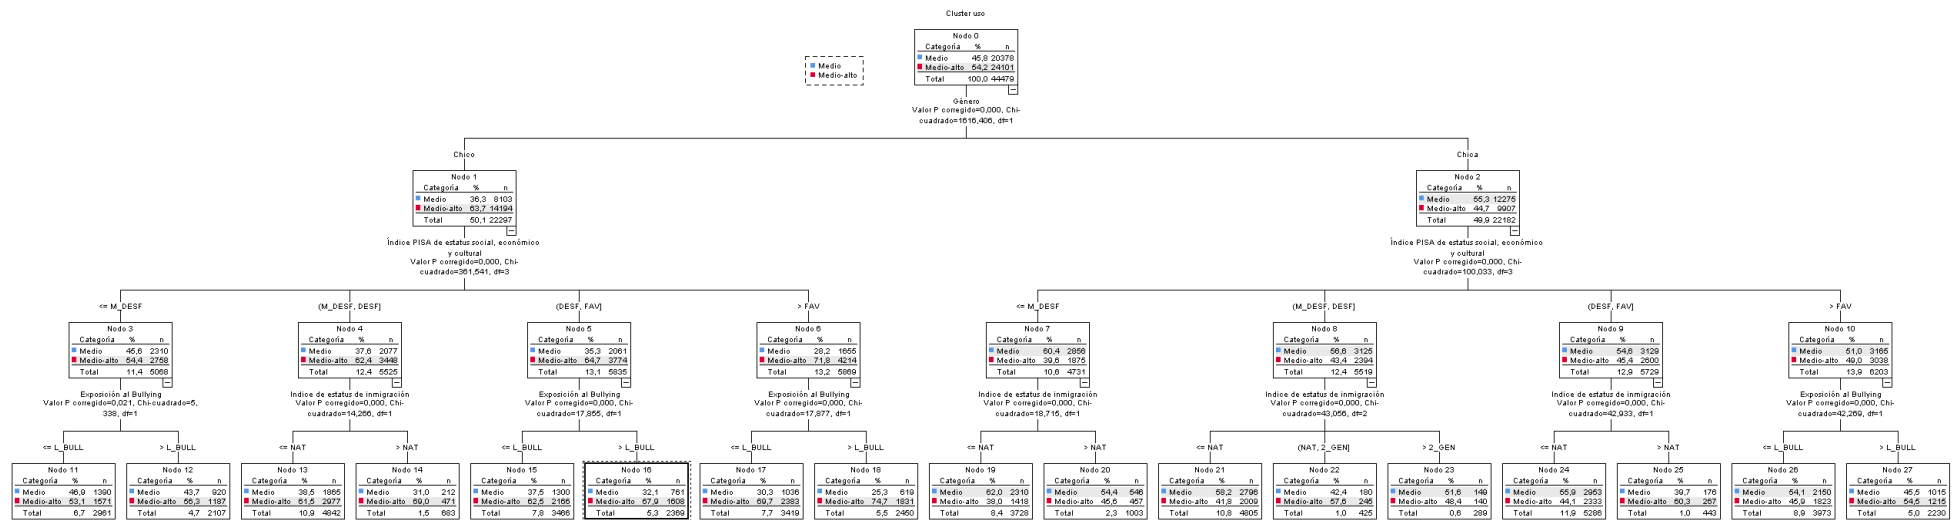 Cluster uso
Nodo 0
Categoría % n
Medio 45,8 20378
Medio-alto 54,2 24101
Total 100,0 44479
Medio
Medio-alto
Género
Valor P corregido=0,000, Chi-
cuadrado=1616,406, df=1
Chico
Chica
Nodo 1
Categoría % n
Medio 36,3 8103
Medio-alto 63,7 14194
Total 50,1 22297
Nodo 2
Categoría % n
Medio 55,3 12275
Medio-alto 44,7 9907
Total 49,9 22182
Índice PISA de estatus social, económico
y cultural
Valor P corregido=0,000, Chi-
cuadrado=361,541, df=3
Índice PISA de estatus social, económico
y cultural
Valor P corregido=0,000, Chi-
cuadrado=100,033, df=3
<= M_DESF
(M_DESF, DESF]
(DESF, FAV]
> FAV
<= M_DESF
(M_DESF, DESF]
(DESF, FAV]
> FAV
Nodo 3
Categoría % n
Medio 45,6 2310
Medio-alto 54,4 2758
Total 11,4 5068
Nodo 4
Categoría % n
Medio 37,6 2077
Medio-alto 62,4 3448
Total 12,4 5525
Nodo 5
Categoría % n
Medio 35,3 2061
Medio-alto 64,7 3774
Total 13,1 5835
Nodo 6
Categoría % n
Medio 28,2 1655
Medio-alto 71,8 4214
Total 13,2 5869
Nodo 7
Categoría % n
Medio 60,4 2856
Medio-alto 39,6 1875
Total 10,6 4731
Nodo 8
Categoría % n
Medio 56,6 3125
Medio-alto 43,4 2394
Total 12,4 5519
Nodo 9
Categoría % n
Medio 54,6 3129
Medio-alto 45,4 2600
Total 12,9 5729
Nodo 10
Categoría % n
Medio 51,0 3165
Medio-alto 49,0 3038
Total 13,9 6203
Exposición al Bullying
Valor P corregido=0,021, Chi-cuadrado=5,
338, df=1
Indice de estatus de inmigración
Valor P corregido=0,000, Chi-
cuadrado=14,266, df=1
Exposición al Bullying
Valor P corregido=0,000, Chi-
cuadrado=17,855, df=1
Exposición al Bullying
Valor P corregido=0,000, Chi-
cuadrado=17,877, df=1
Indice de estatus de inmigración
Valor P corregido=0,000, Chi-
cuadrado=18,715, df=1
Indice de estatus de inmigración
Valor P corregido=0,000, Chi-
cuadrado=43,056, df=2
Indice de estatus de inmigración
Valor P corregido=0,000, Chi-
cuadrado=42,933, df=1
Exposición al Bullying
Valor P corregido=0,000, Chi-
cuadrado=42,269, df=1
<= L_BULL
> L_BULL
<= NAT
> NAT
<= L_BULL
> L_BULL
<= L_BULL
> L_BULL
<= NAT
> NAT
<= NAT
(NAT, 2_GEN]
> 2_GEN
<= NAT
> NAT
<= L_BULL
> L_BULL
Nodo 11
Categoría % n
Medio 46,9 1390
Medio-alto 53,1 1571
Total 6,7 2961
Nodo 12
Categoría % n
Medio 43,7 920
Medio-alto 56,3 1187
Total 4,7 2107
Nodo 13
Categoría % n
Medio 38,5 1865
Medio-alto 61,5 2977
Total 10,9 4842
Nodo 14
Categoría % n
Medio 31,0 212
Medio-alto 69,0 471
Total 1,5 683
Nodo 15
Categoría % n
Medio 37,5 1300
Medio-alto 62,5 2166
Total 7,8 3466
Nodo 16
Categoría % n
Medio 32,1 761
Medio-alto 67,9 1608
Total 5,3 2369
Nodo 17
Categoría % n
Medio 30,3 1036
Medio-alto 69,7 2383
Total 7,7 3419
Nodo 18
Categoría % n
Medio 25,3 619
Medio-alto 74,7 1831
Total 5,5 2450
Nodo 19
Categoría % n
Medio 62,0 2310
Medio-alto 38,0 1418
Total 8,4 3728
Nodo 20
Categoría % n
Medio 54,4 546
Medio-alto 45,6 457
Total 2,3 1003
Nodo 21
Categoría % n
Medio 58,2 2796
Medio-alto 41,8 2009
Total 10,8 4805
Nodo 22
Categoría % n
Medio 42,4 180
Medio-alto 57,6 245
Total 1,0 425
Nodo 23
Categoría % n
Medio 51,6 149
Medio-alto 48,4 140
Total 0,6 289
Nodo 24
Categoría % n
Medio 55,9 2953
Medio-alto 44,1 2333
Total 11,9 5286
Nodo 25
Categoría % n
Medio 39,7 176
Medio-alto 60,3 267
Total 1,0 443
Nodo 26
Categoría % n
Medio 54,1 2150
Medio-alto 45,9 1823
Total 8,9 3973
Nodo 27
Categoría % n
Medio 45,5 1015
Medio-alto 54,5 1215
Total 5,0 2230